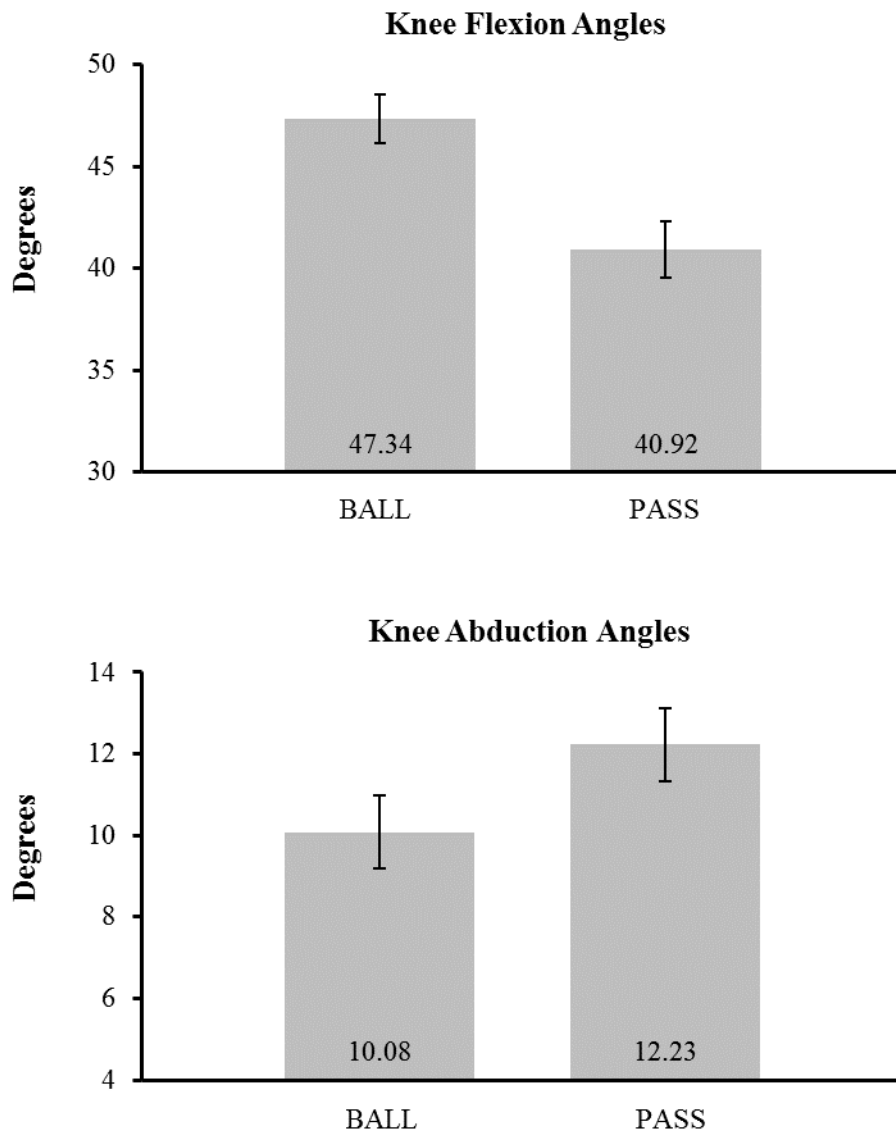 Knee Flexion Angles
50
45
40
35
30
Degrees
47.34
40.92
BALL
PASS
Knee Abduction Angles
14
12
10
8
6
4
Degrees
10.08
12.23
BALL
PASS